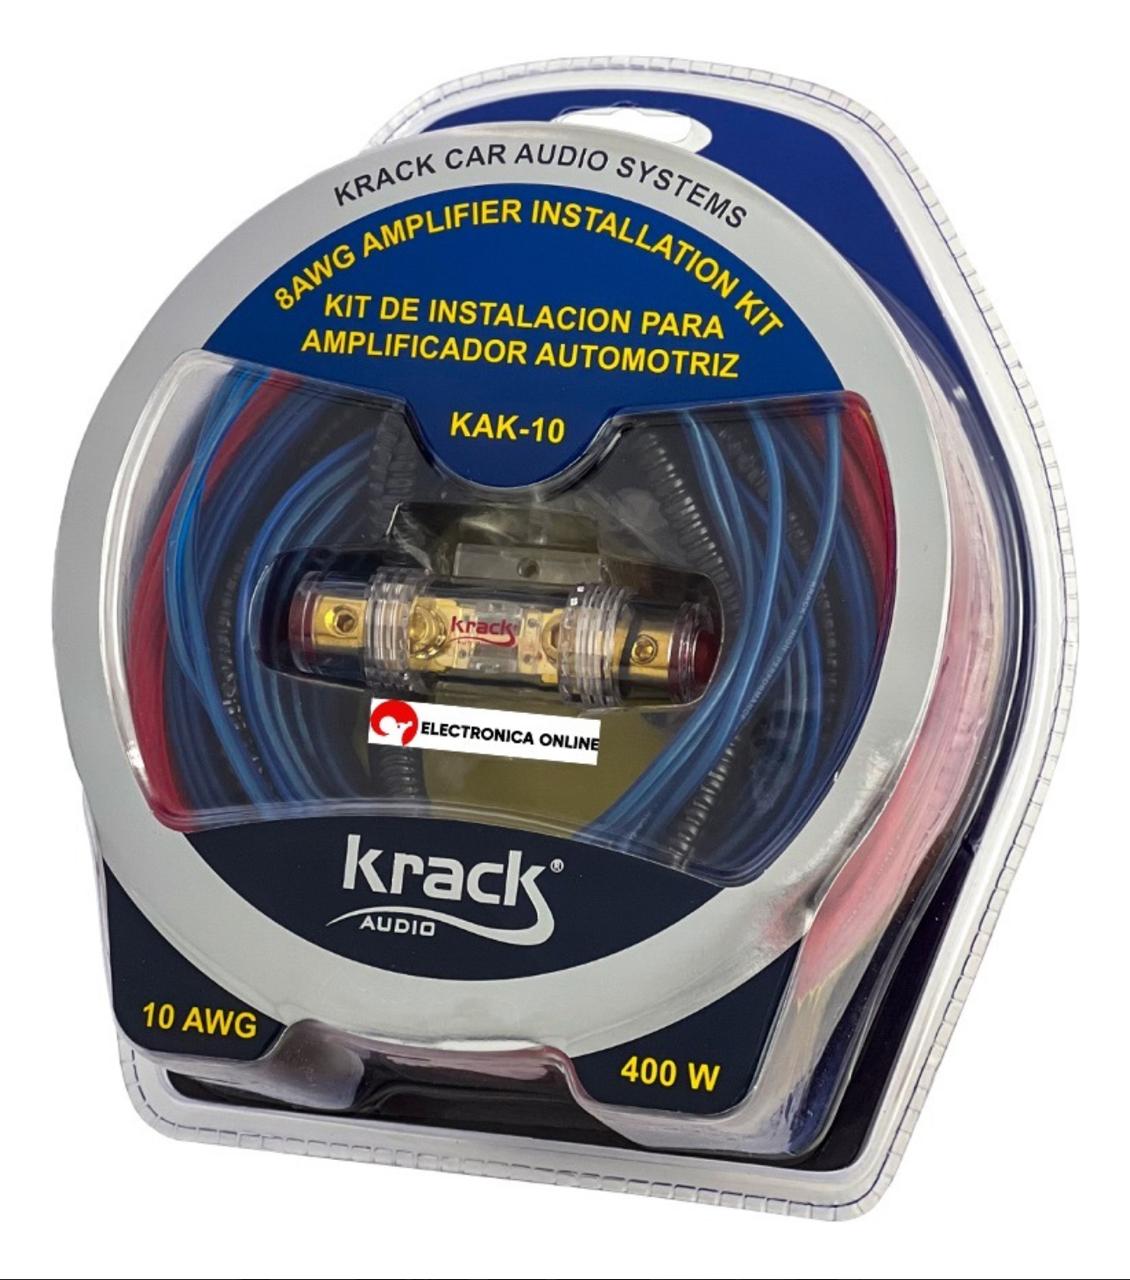 KRACK CAR AUDIO SYSTEMS
8AWG AMPLIFIER INSTALLATION KIT
KIT DE INSTALACION PARA
AMPLIFICADOR AUTOMOTRIZ
KAK-10
krack
ELECTRONICA ONLINE
krack®
AUDIO
10 AWG
400 W